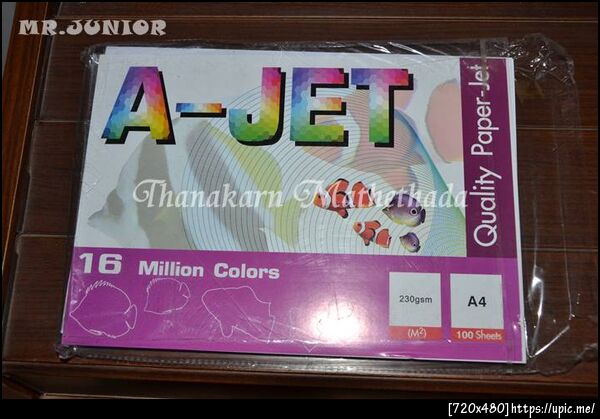 MR.JUNIOR
A-JET
Quality Paper-Jet
Thanakarn Mathethada
16 Million Colors
230gsm
(M²)
A4
100 Sheets
[720x480]https://upic.me/